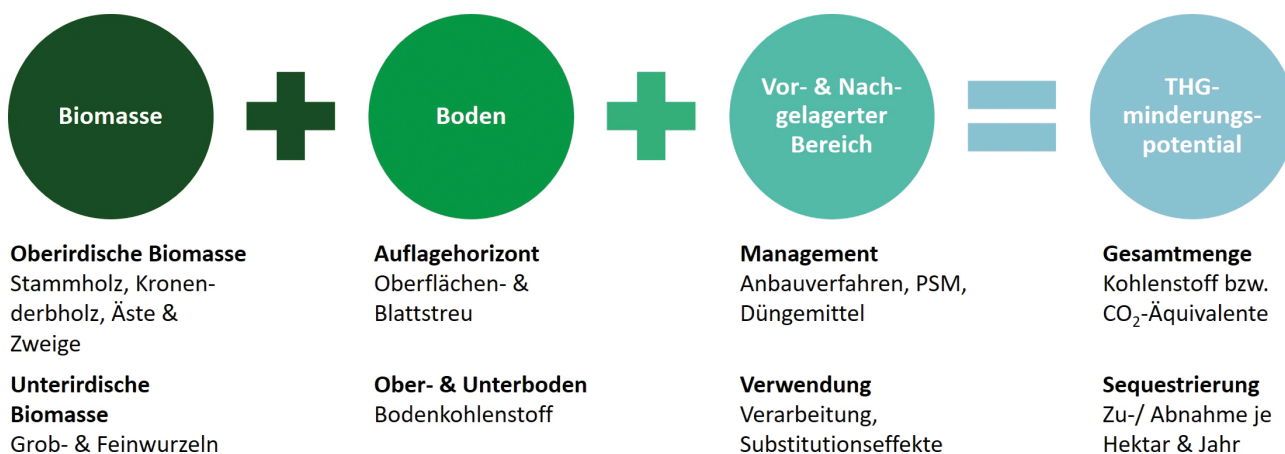 Biomasse
Boden
Vor- & Nach-
gelagerter
Bereich
THG-
minderungs-
potential
Oberirdische Biomasse
Stammholz, Kronen-
derbholz, Äste &
Zweige
Unterirdische
Biomasse
Grob- & Feinwurzeln
Auflagehorizont
Oberflächen- &
Blattstreu
Ober- & Unterboden
Bodenkohlenstoff
Management
Anbauverfahren, PSM,
Düngemittel
Verwendung
Verarbeitung,
Substitutionseffekte
Gesamtmenge
Kohlenstoff bzw.
CO₂-Äquivalente
Sequestrierung
Zu-/ Abnahme je
Hektar & Jahr